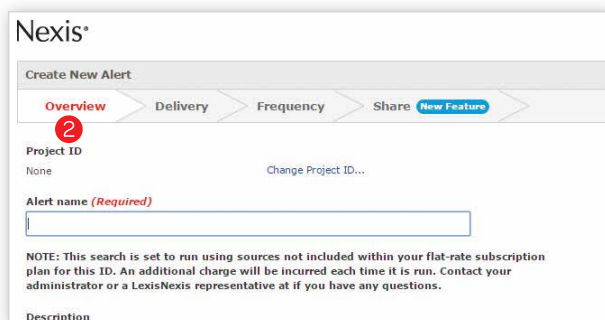 Nexis®
Create New Alert
Overview Delivery Frequency Share New Feature
2
Project ID
None Change Project ID...
Alert name (Required)
NOTE: This search is set to run using sources not included within your flat-rate subscription
plan for this ID. An additional charge will be incurred each time it is run. Contact your
administrator or a LexisNexis representative at if you have any questions.
Description